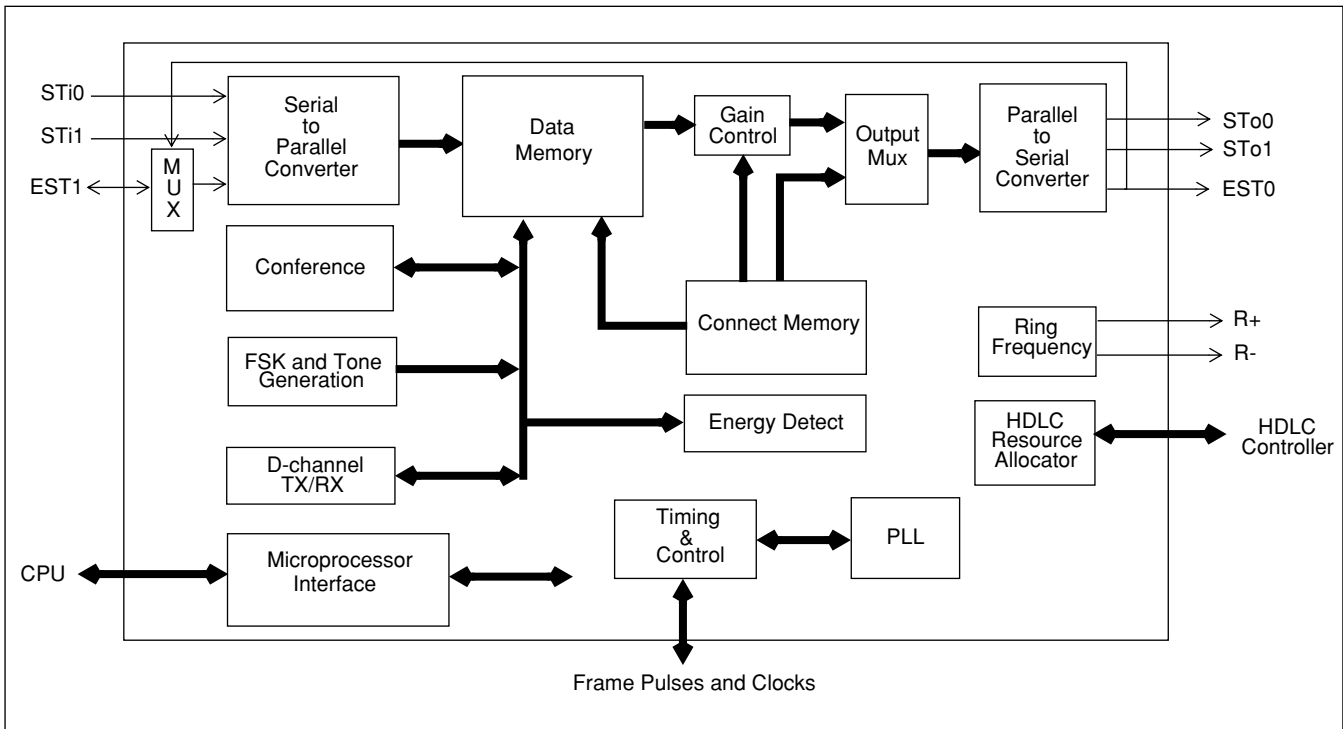 STi0
STi1
EST1
M
U
X
Serial
to
Parallel
Converter
Data
Memory
Gain
Control
Output
Mux
Parallel
to
Serial
Converter
STo0
STo1
EST0
Conference
Connect Memory
Ring
Frequency
R+
R-
FSK and Tone
Generation
Energy Detect
HDLC
Resource
Allocator
HDLC
Controller
D-channel
TX/RX
Timing
&
Control
PLL
CPU
Microprocessor
Interface
Frame Pulses and Clocks